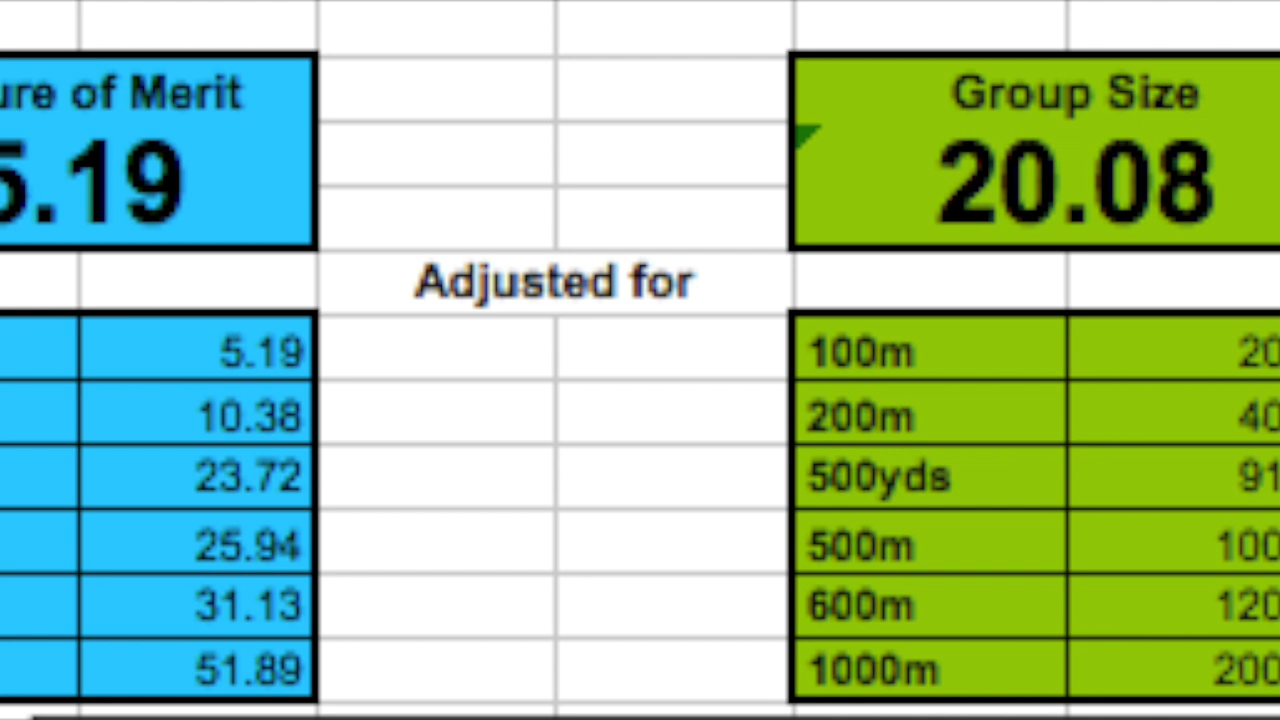 ure of Merit Group Size
5.19 20.08
Adjusted for
5.19 100m 20
10.38 200m 40
23.72 500yds 91
25.94 500m 100
31.13 600m 120
51.89 1000m 200